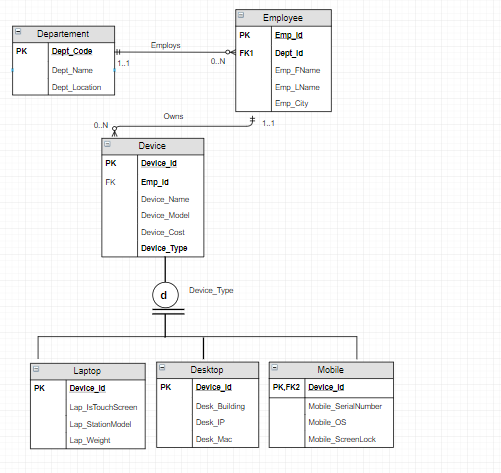 Departement
PK Dept_Code
Dept_Name
Dept_Location
Employs
1..1
0..N
Employee
PK Emp_Id
FK1 Dept_Id
Emp_FName
Emp_LName
Emp_City
Owns
0..N
1..1
Device
PK Device_Id
FK Emp_Id
Device_Name
Device_Model
Device_Cost
Device_Type
d
Device_Type
Laptop
PK Device_Id
Lap_IsTouchScreen
Lap_StationModel
Lap_Weight
Desktop
PK Device_Id
Desk_Building
Desk_IP
Desk_Mac
Mobile
PK,FK2 Device_Id
Mobile_SerialNumber
Mobile_OS
Mobile_ScreenLock